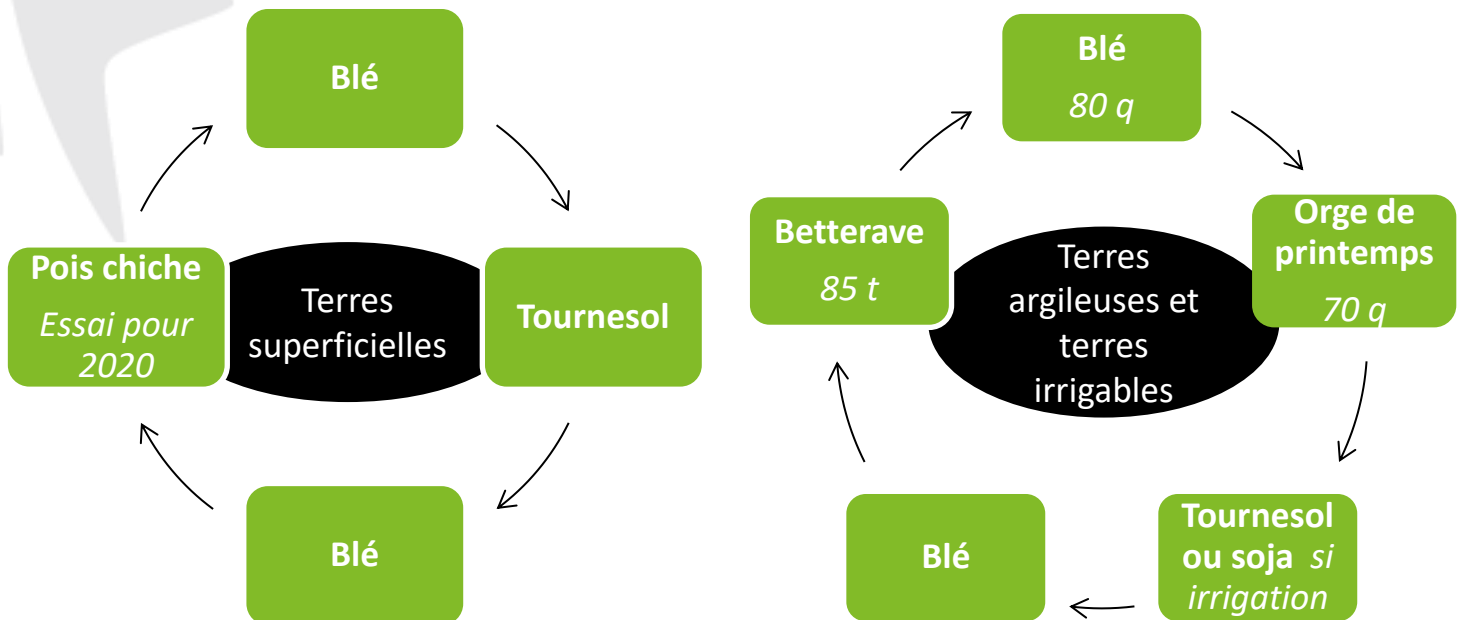 Blé
Pois chiche
Essai pour
2020
Terres
superficielles
Tournesol
Blé
Blé
80 q
Betterave
85 t
Terres
argileuses et
terres
irrigables
Orge de
printemps
70 q
Blé
Tournesol
ou soja si
irrigation